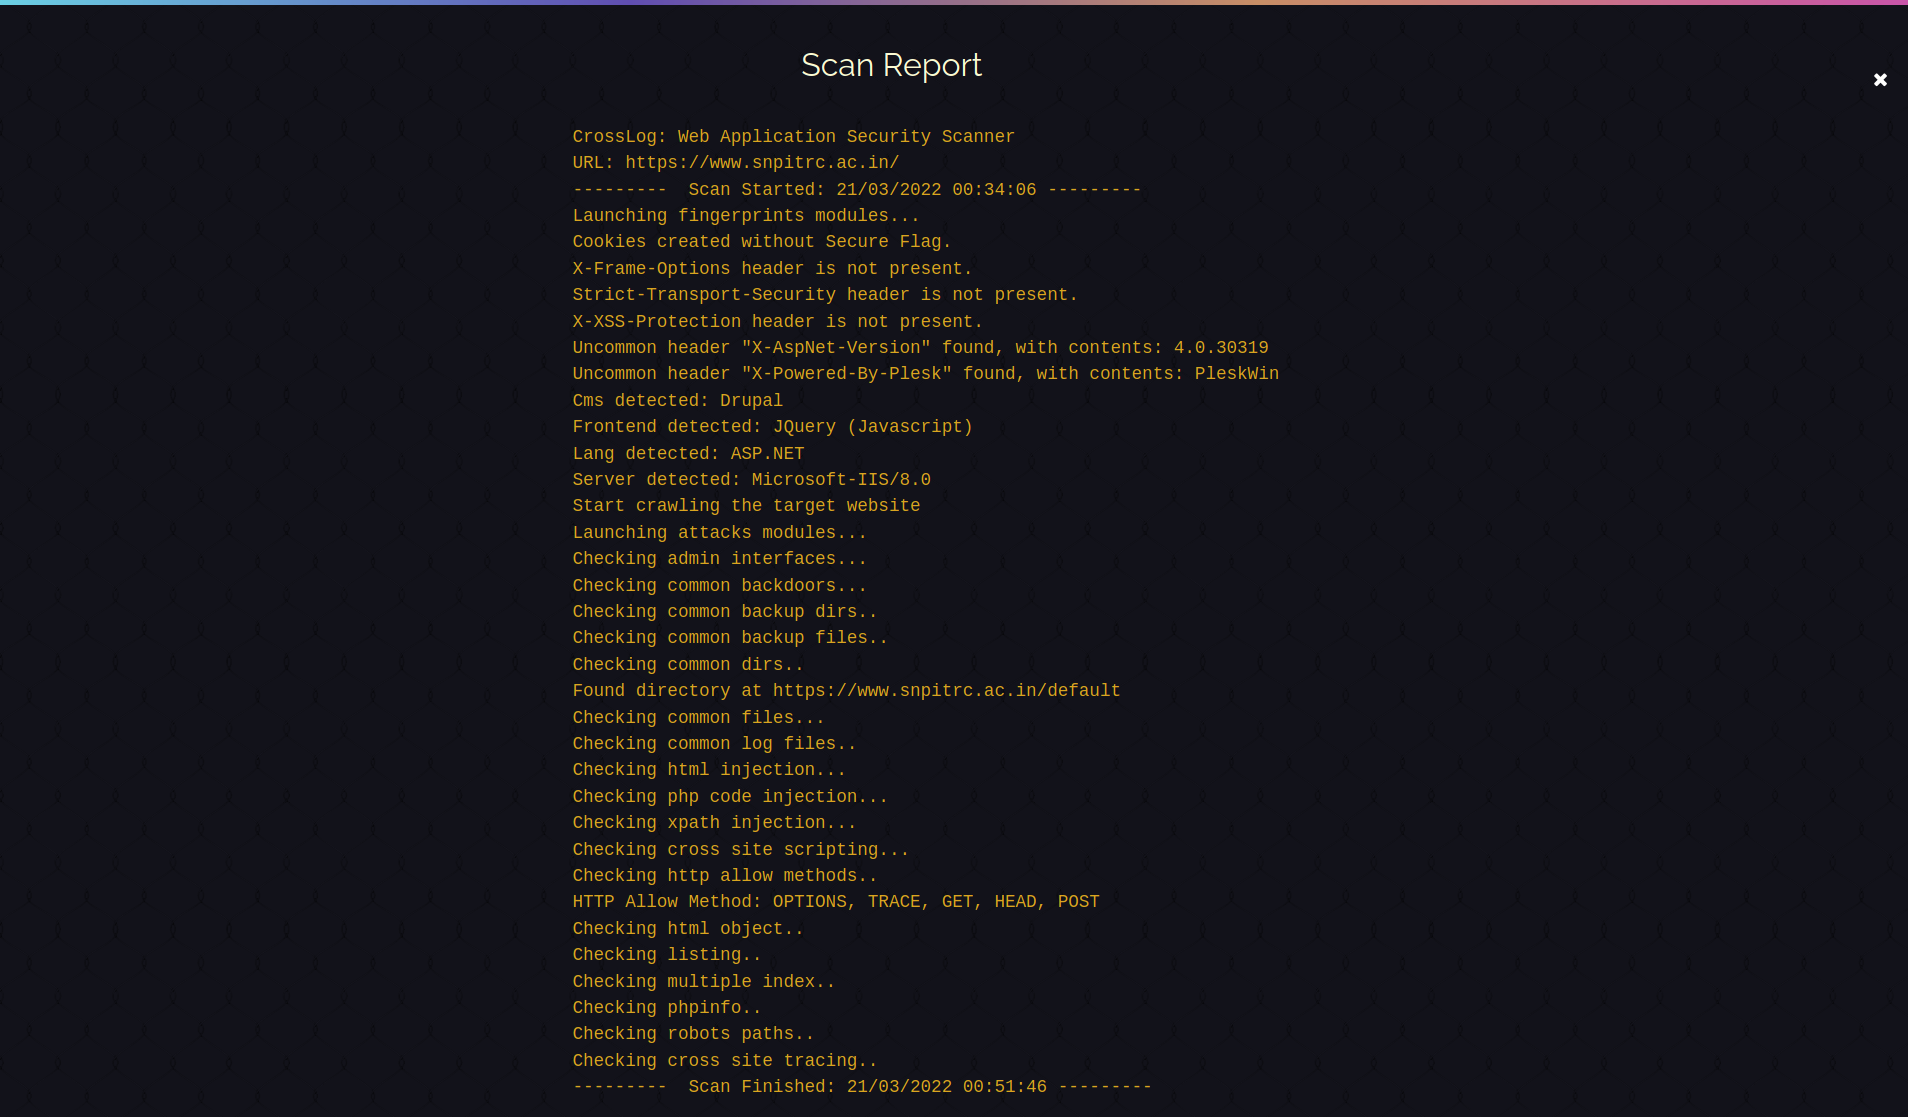 Scan Report
CrossLog: Web Application Security Scanner
URL: https://www.snpitrc.ac.in/
---------  Scan Started: 21/03/2022 00:34:06 ---------
Launching fingerprints modules...
Cookies created without Secure Flag.
X-Frame-Options header is not present.
Strict-Transport-Security header is not present.
X-XSS-Protection header is not present.
Uncommon header "X-AspNet-Version" found, with contents: 4.0.30319
Uncommon header "X-Powered-By-Plesk" found, with contents: PleskWin
Cms detected: Drupal
Frontend detected: JQuery (Javascript)
Lang detected: ASP.NET
Server detected: Microsoft-IIS/8.0
Start crawling the target website
Launching attacks modules...
Checking admin interfaces...
Checking common backdoors...
Checking common backup dirs..
Checking common backup files..
Checking common dirs..
Found directory at https://www.snpitrc.ac.in/default
Checking common files...
Checking common log files..
Checking html injection...
Checking php code injection...
Checking xpath injection...
Checking cross site scripting...
Checking http allow methods..
HTTP Allow Method: OPTIONS, TRACE, GET, HEAD, POST
Checking html object..
Checking listing..
Checking multiple index..
Checking phpinfo..
Checking robots paths..
Checking cross site tracing..
---------  Scan Finished: 21/03/2022 00:51:46 ---------